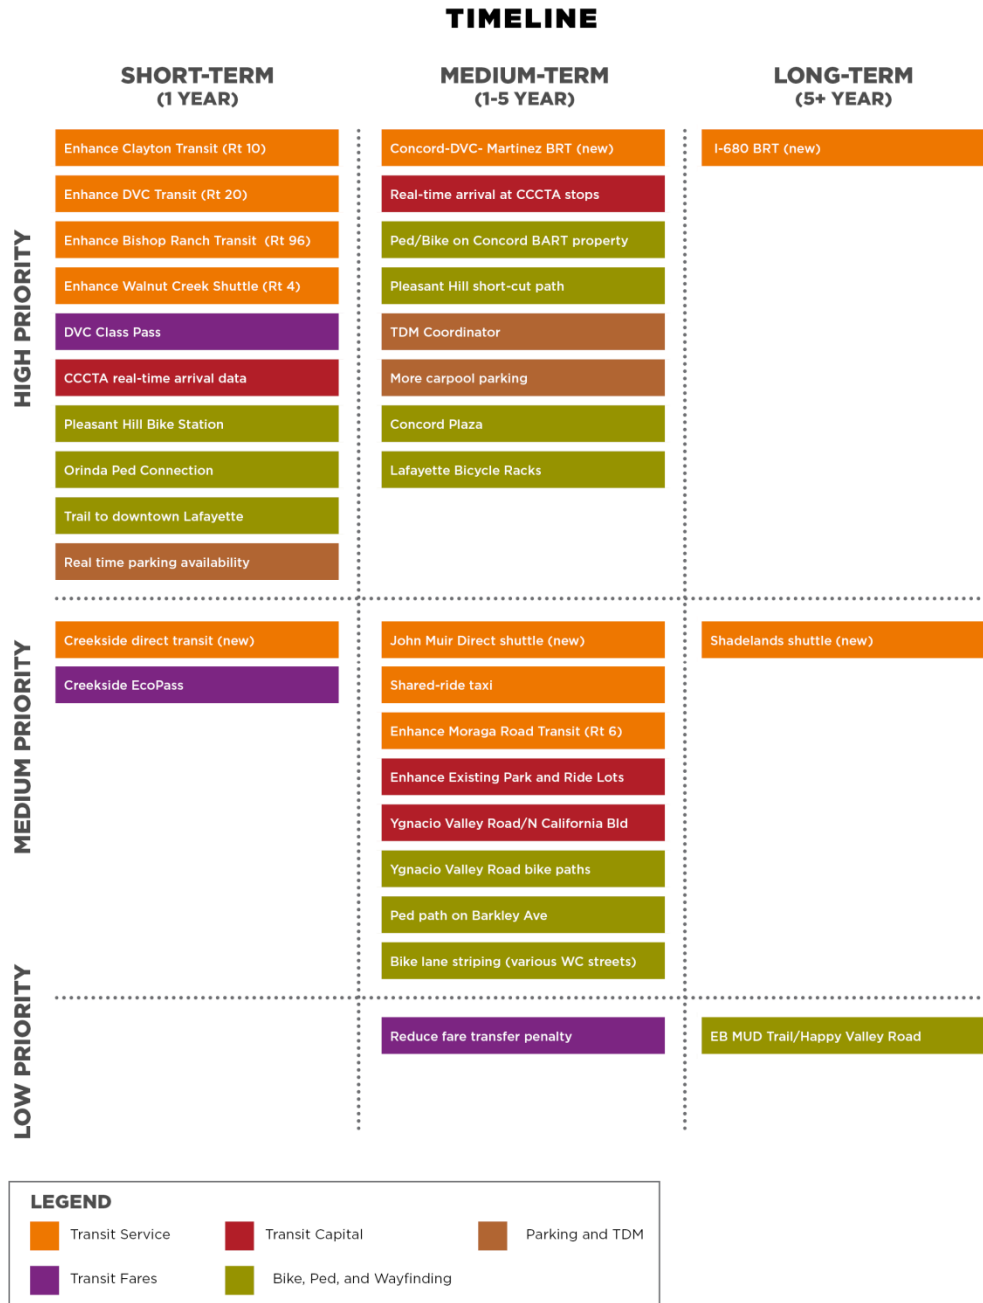 TIMELINE
SHORT-TERM
(1 YEAR)
MEDIUM-TERM
(1-5 YEAR)
LONG-TERM
(5+ YEAR)
HIGH PRIORITY
Enhance Clayton Transit (Rt 10)
Enhance DVC Transit (Rt 20)
Enhance Bishop Ranch Transit (Rt 96)
Enhance Walnut Creek Shuttle (Rt 4)
DVC Class Pass
CCCTA real-time arrival data
Pleasant Hill Bike Station
Orinda Ped Connection
Trail to downtown Lafayette
Real time parking availability
Concord-DVC- Martinez BRT (new)
Real-time arrival at CCCTA stops
Ped/Bike on Concord BART property
Pleasant Hill short-cut path
TDM Coordinator
More carpool parking
Concord Plaza
Lafayette Bicycle Racks
I-680 BRT (new)
MEDIUM PRIORITY
Creekside direct transit (new)
Creekside EcoPass
John Muir Direct shuttle (new)
Shared-ride taxi
Enhance Moraga Road Transit (Rt 6)
Enhance Existing Park and Ride Lots
Ygnacio Valley Road/N California Bld
Ygnacio Valley Road bike paths
Ped path on Barkley Ave
Bike lane striping (various WC streets)
Shadelands shuttle (new)
LOW PRIORITY
Reduce fare transfer penalty
EB MUD Trail/Happy Valley Road
LEGEND
Transit Service
Transit Capital
Parking and TDM
Transit Fares
Bike, Ped, and Wayfinding